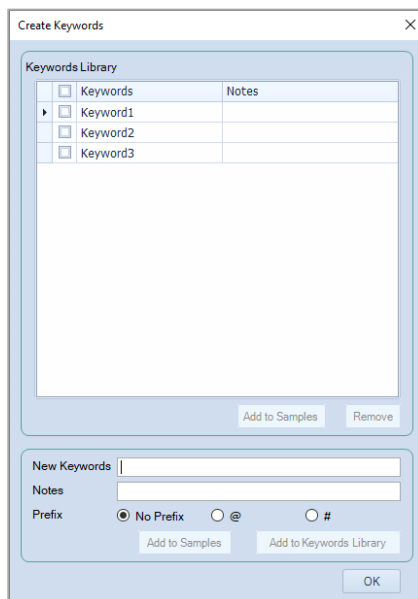 Create Keywords
Keywords Library
Keywords Notes
Keyword1
Keyword2
Keyword3
Add to Samples Remove
New Keywords
Notes
Prefix No Prefix @ #
Add to Samples Add to Keywords Library
OK